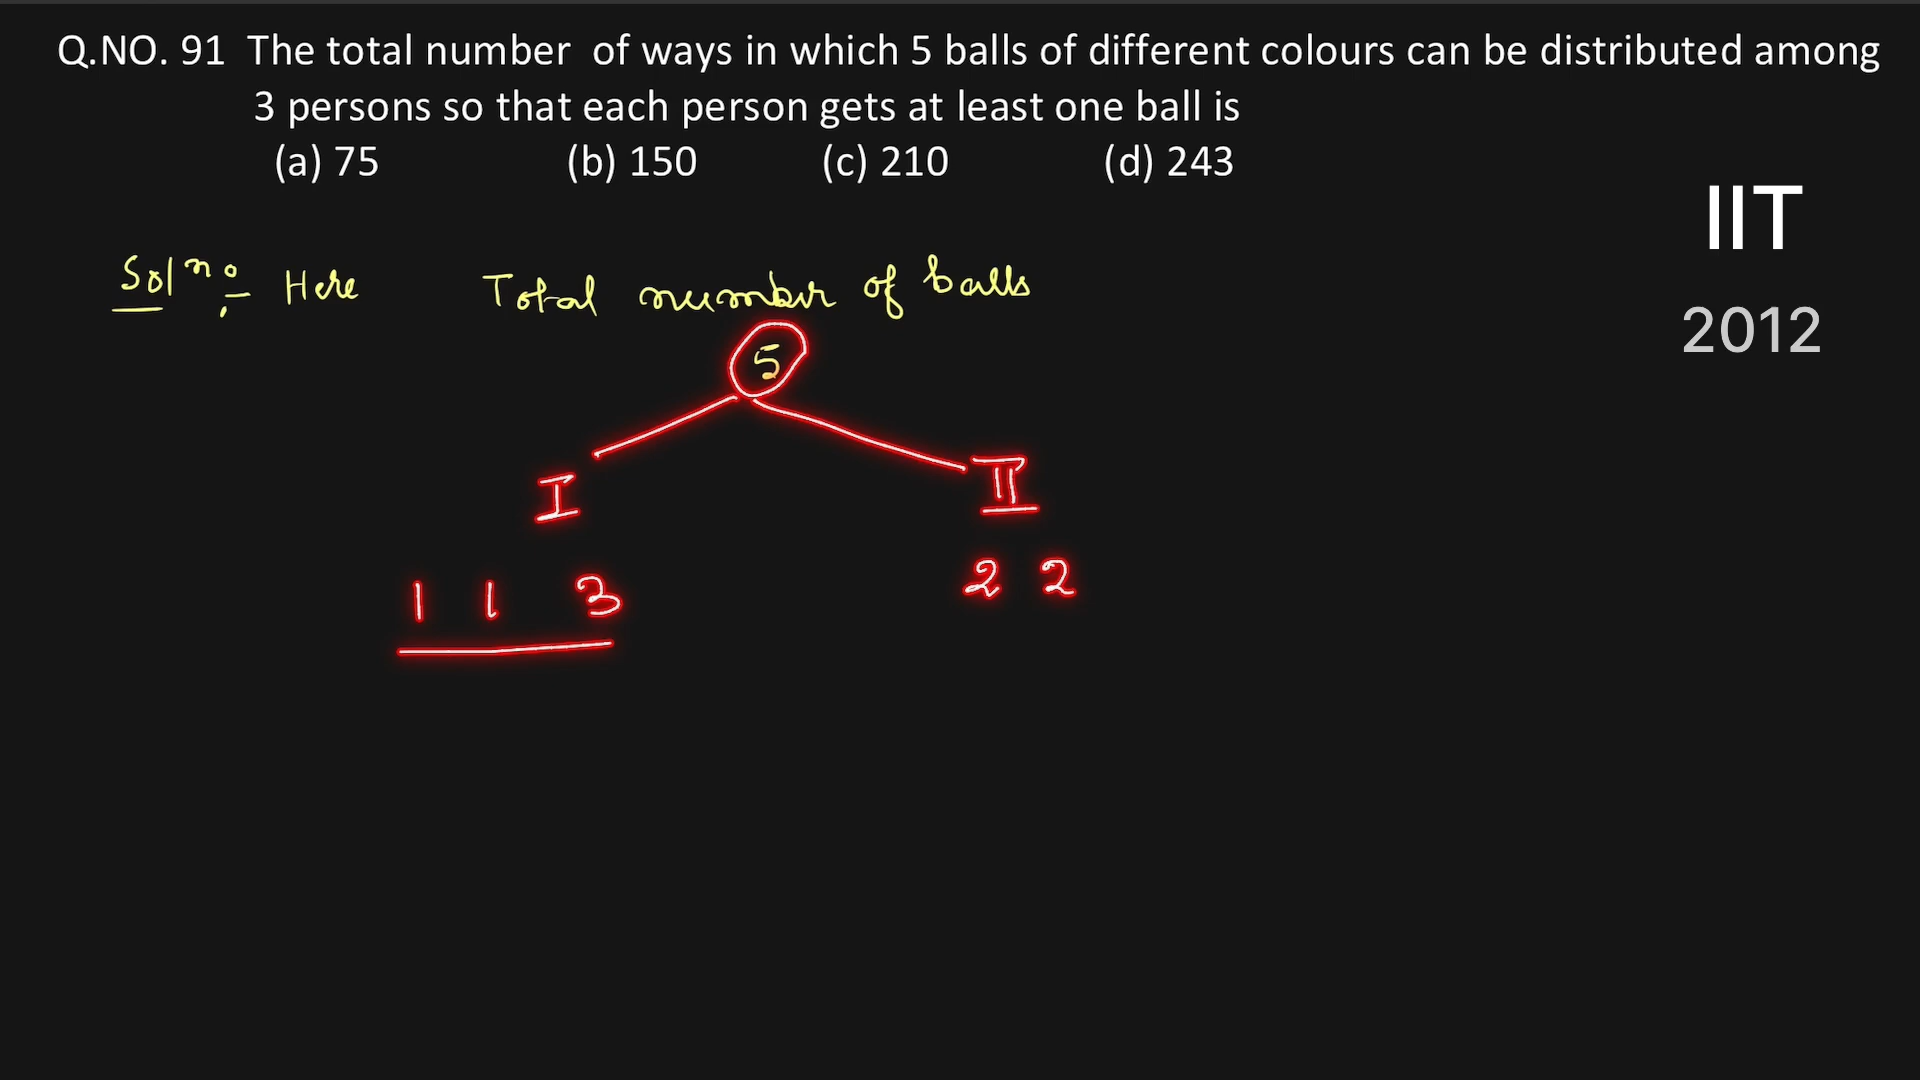 Q.NO. 91 The total number of ways in which 5 balls of different colours can be distributed among
3 persons so that each person gets at least one ball is
(a) 75 (b) 150 (c) 210 (d) 243
IIT
2012
Solⁿ:- Here Total number of balls
5
I II
1 1 3 2 2